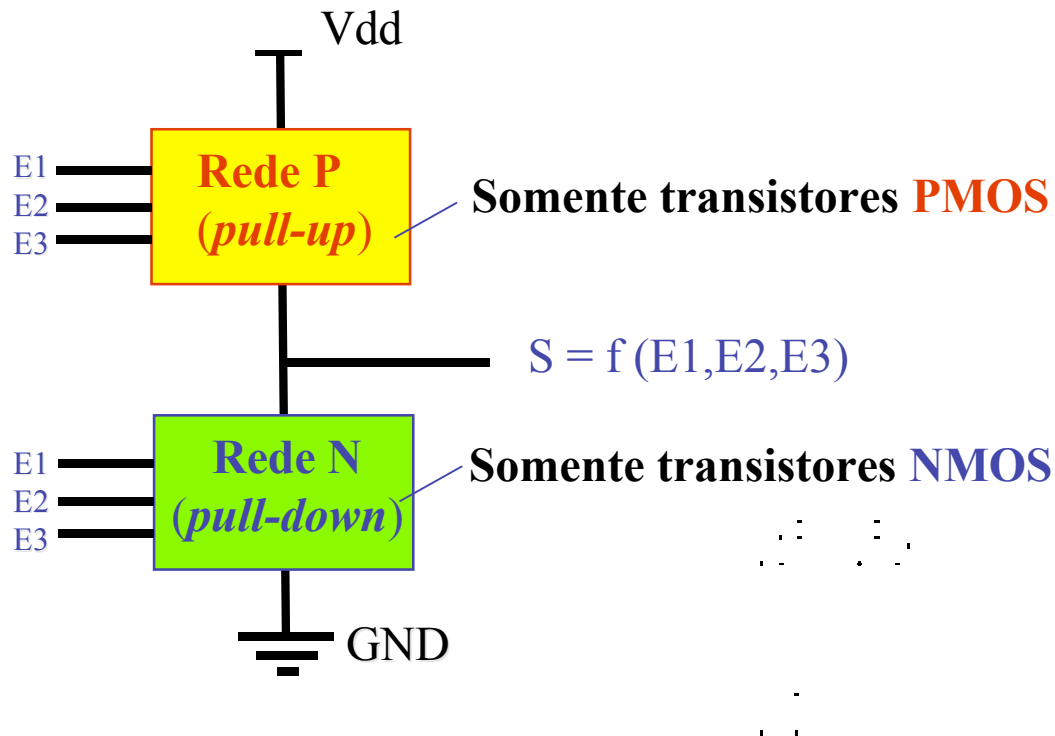 Vdd
E1
E2
E3
Rede P
(pull-up)
Somente transistores PMOS
S = f (E1,E2,E3)
E1
E2
E3
Rede N
(pull-down)
Somente transistores NMOS
GND